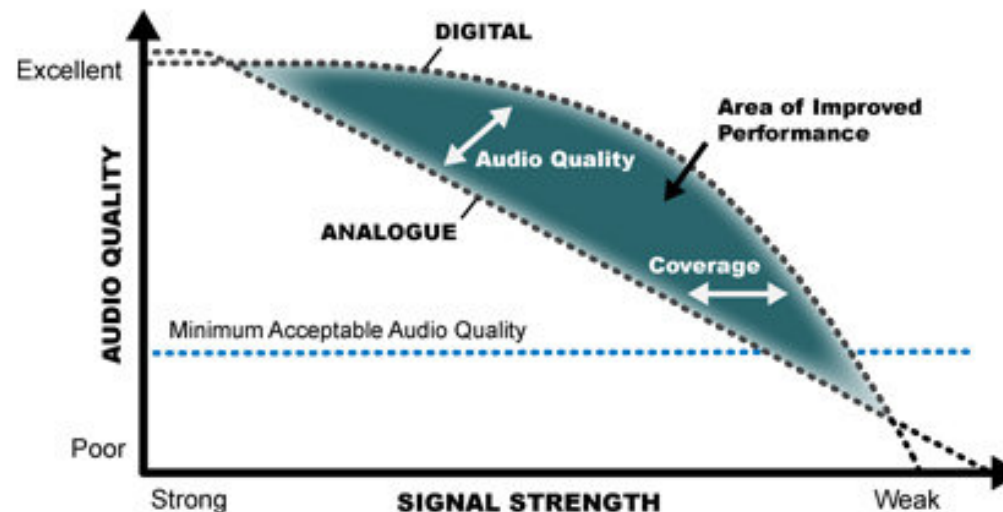 DIGITAL
Excellent
Area of Improved
Performance
Audio Quality
ANALOGUE
Coverage
AUDIO QUALITY
Minimum Acceptable Audio Quality
Poor
Strong
SIGNAL STRENGTH
Weak